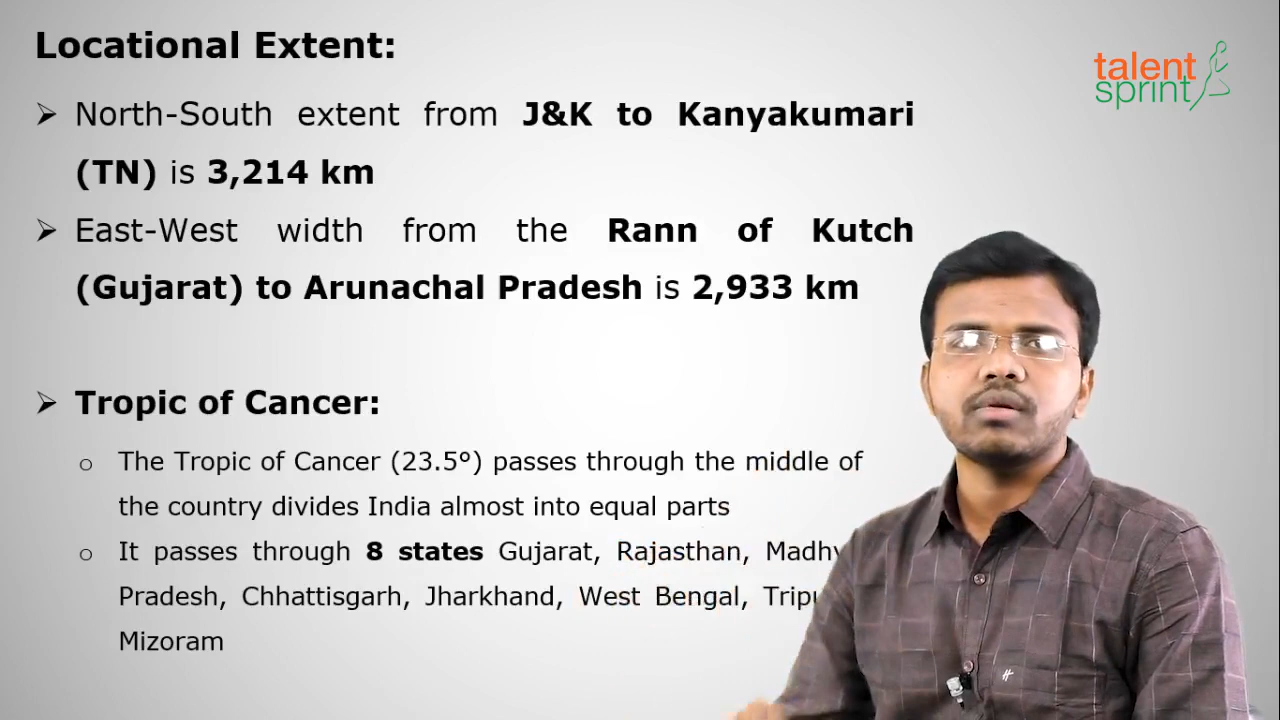 Locational Extent:
talent
sprint
➢ North-South extent from J&K to Kanyakumari
(TN) is 3,214 km
➢ East-West width from the Rann of Kutch
(Gujarat) to Arunachal Pradesh is 2,933 km
➢ Tropic of Cancer:
o The Tropic of Cancer (23.5°) passes through the middle of
the country divides India almost into equal parts
o It passes through 8 states Gujarat, Rajasthan,
Pradesh, Chhattisgarh, Jharkhand, West Bengal,
Mizoram